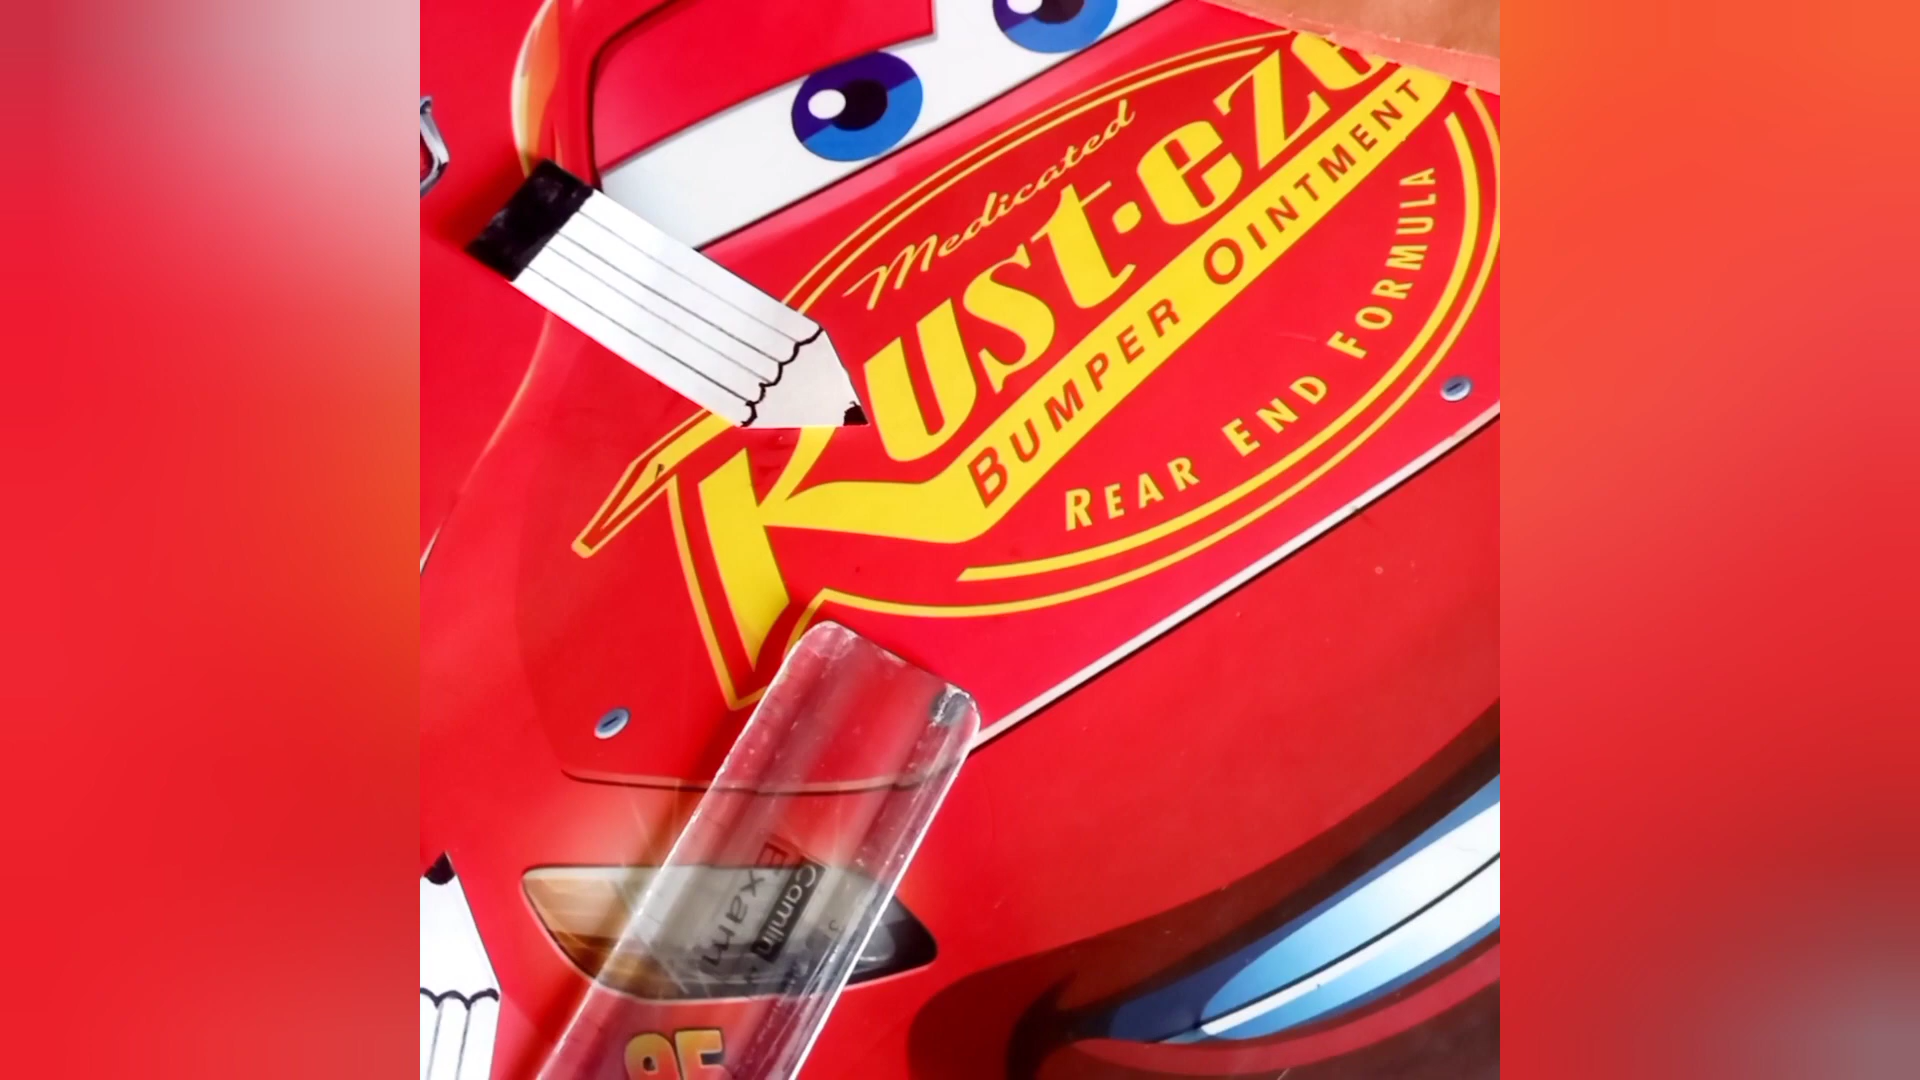 Medicated
Rust-eze
BUMPER OINTMENT
REAR END FORMULA
Camlin
Exam
95